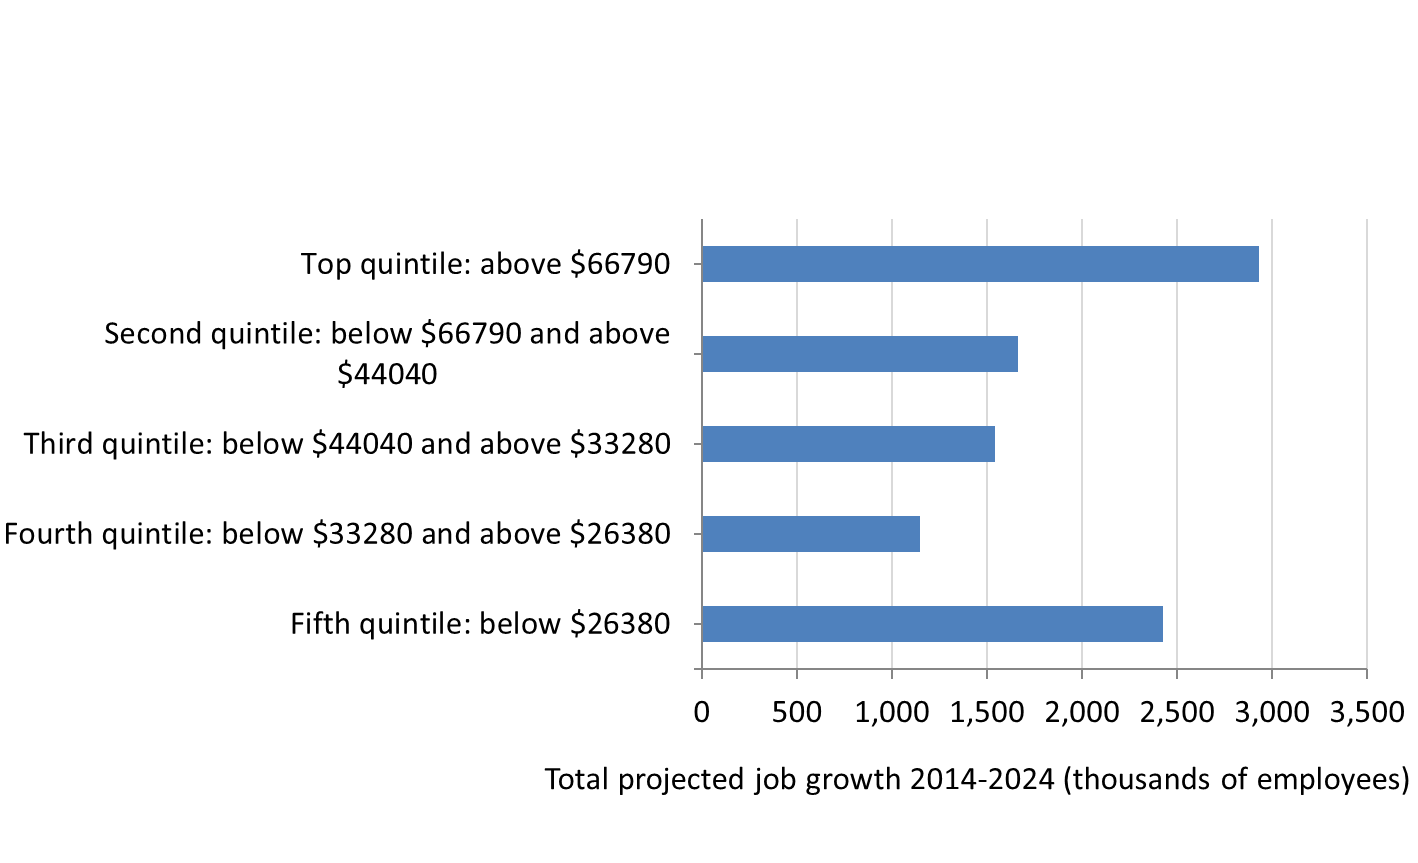 Top quintile: above $66790
Second quintile: below $66790 and above
$44040
Third quintile: below $44040 and above $33280
Fourth quintile: below $33280 and above $26380
Fifth quintile: below $26380
0 500 1,000 1,500 2,000 2,500 3,000 3,500
Total projected job growth 2014-2024 (thousands of employees)